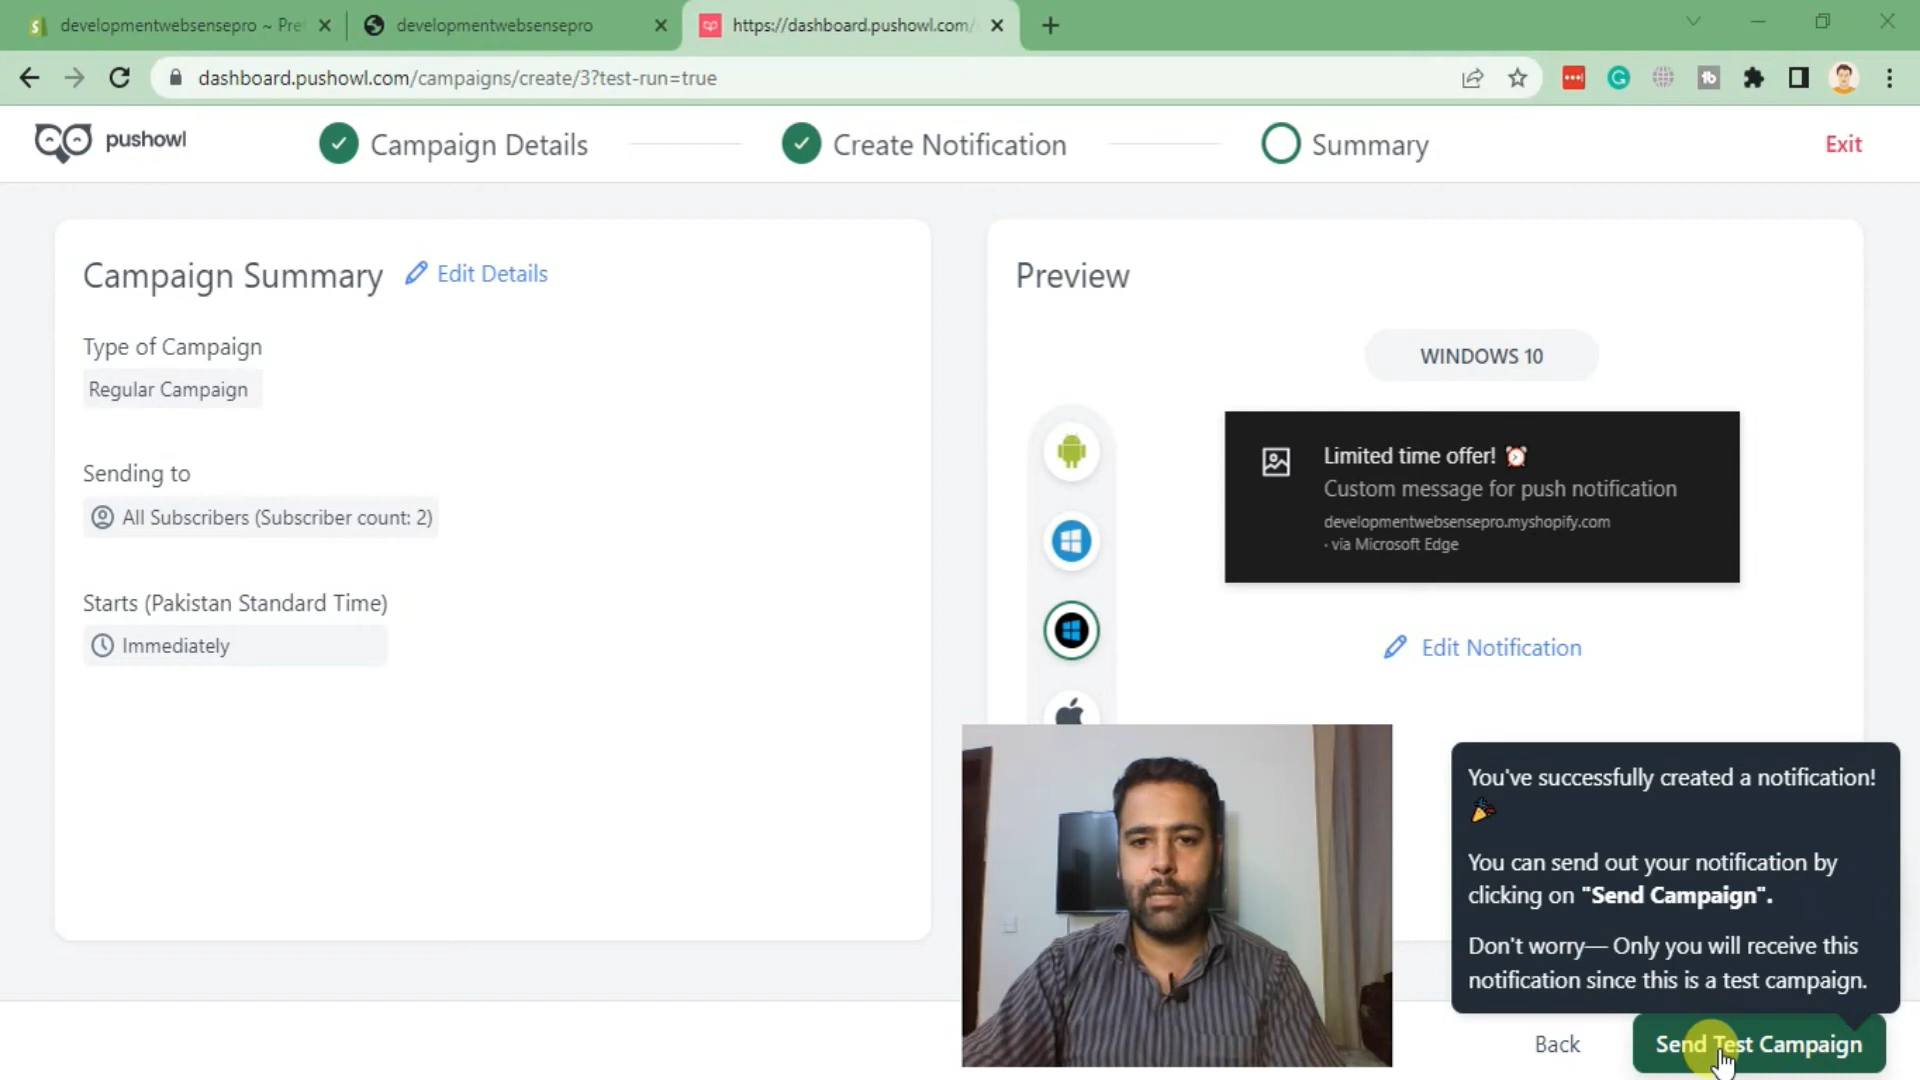 developmentwebsensepro ~ Pre
developmentwebsensepro
https://dashboard.pushowl.com/
dashboard.pushowl.com/campaigns/create/3?test-run=true
pushowl
Campaign Details
Create Notification
Summary
Exit
Campaign Summary
Edit Details
Type of Campaign
Regular Campaign
Sending to
All Subscribers (Subscriber count: 2)
Starts (Pakistan Standard Time)
Immediately
Preview
WINDOWS 10
Limited time offer! ⏰
Custom message for push notification
developmentwebsensepro.myshopify.com
· via Microsoft Edge
Edit Notification
You've successfully created a notification!
🎉
You can send out your notification by
clicking on "Send Campaign".
Don't worry— Only you will receive this
notification since this is a test campaign.
Back
Send Test Campaign